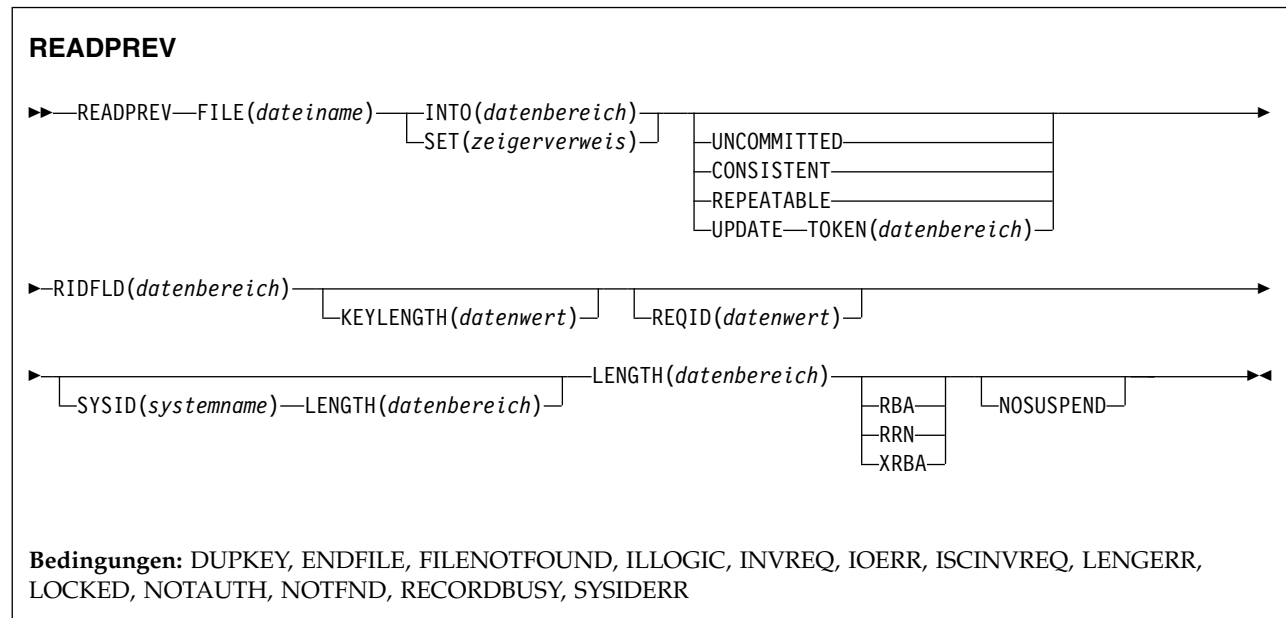 READPREV
READPREV FILE(dateiname) INTO(datenbereich)
SET(zeigerverweis)
UNCOMMITTED
CONSISTENT
REPEATABLE
UPDATE TOKEN(datenbereich)
RIDFLD(datenbereich)
KEYLENGTH(datenwert) REQID(datenwert)
LENGTH(datenbereich)
SYSID(systemname) LENGTH(datenbereich) RBA NOSUSPEND
RRN
XRBA
Bedingungen: DUPKEY, ENDFILE, FILENOTFOUND, ILLOGIC, INVREQ, IOERR, ISCINVREQ, LENGERR,
LOCKED, NOTAUTH, NOTFND, RECORDBUSY, SYSIDERR